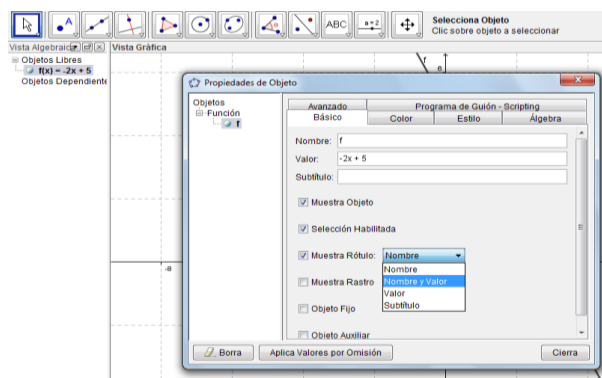 ABC
a=2
Selecciona Objeto
Clic sobre objeto a seleccionar
Vista Algebraic
Vista Gráfica
Objetos Libres
f(x) = -2x + 5
Objetos Dependiente
f
6
-8
Propiedades de Objeto
Objetos
Función
f
Avanzado
Programa de Guión - Scripting
Básico
Color
Estilo
Álgebra
Nombre: f
Valor: -2x + 5
Subtítulo:
Muestra Objeto
Selección Habilitada
Muestra Rótulo: Nombre
Nombre
Muestra Rastro
Nombre y Valor
Valor
Objeto Fijo
Subtítulo
Objeto Auxiliar
Borra
Aplica Valores por Omisión
Cierra